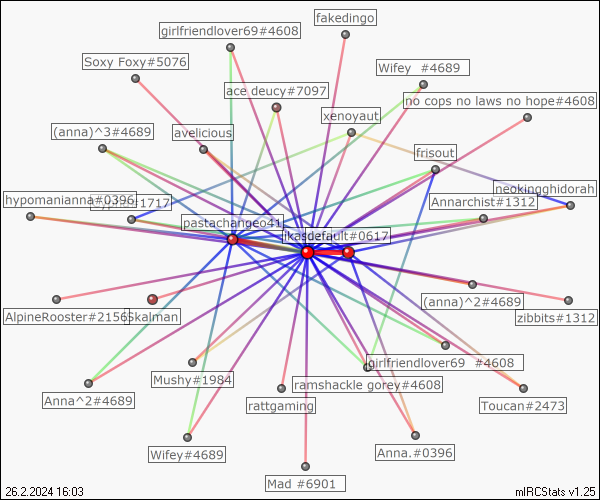 fakedingo
girlfriendlover69#4608
Soxy Foxy#5076
Wifey #4689
ace deucy#7097
no cops no laws no hope#4608
xenoyaut
(anna)^3#4689
avelicious
frisout
neokingghidorah
hypomanianna#0396
#1717
Annarchist#1312
pastachangeo41
jkasdefault#0617
(anna)^2#4689
AlpineRooster#2156
Skalman
zibbits#1312
girlfriendlover69 #4608
Mushy#1984
ramshackle gorey#4608
Anna^2#4689
rattgaming
Toucan#2473
Wifey#4689
Anna.#0396
Mad #6901
26.2.2024 16:03
mIRCStats v1.25